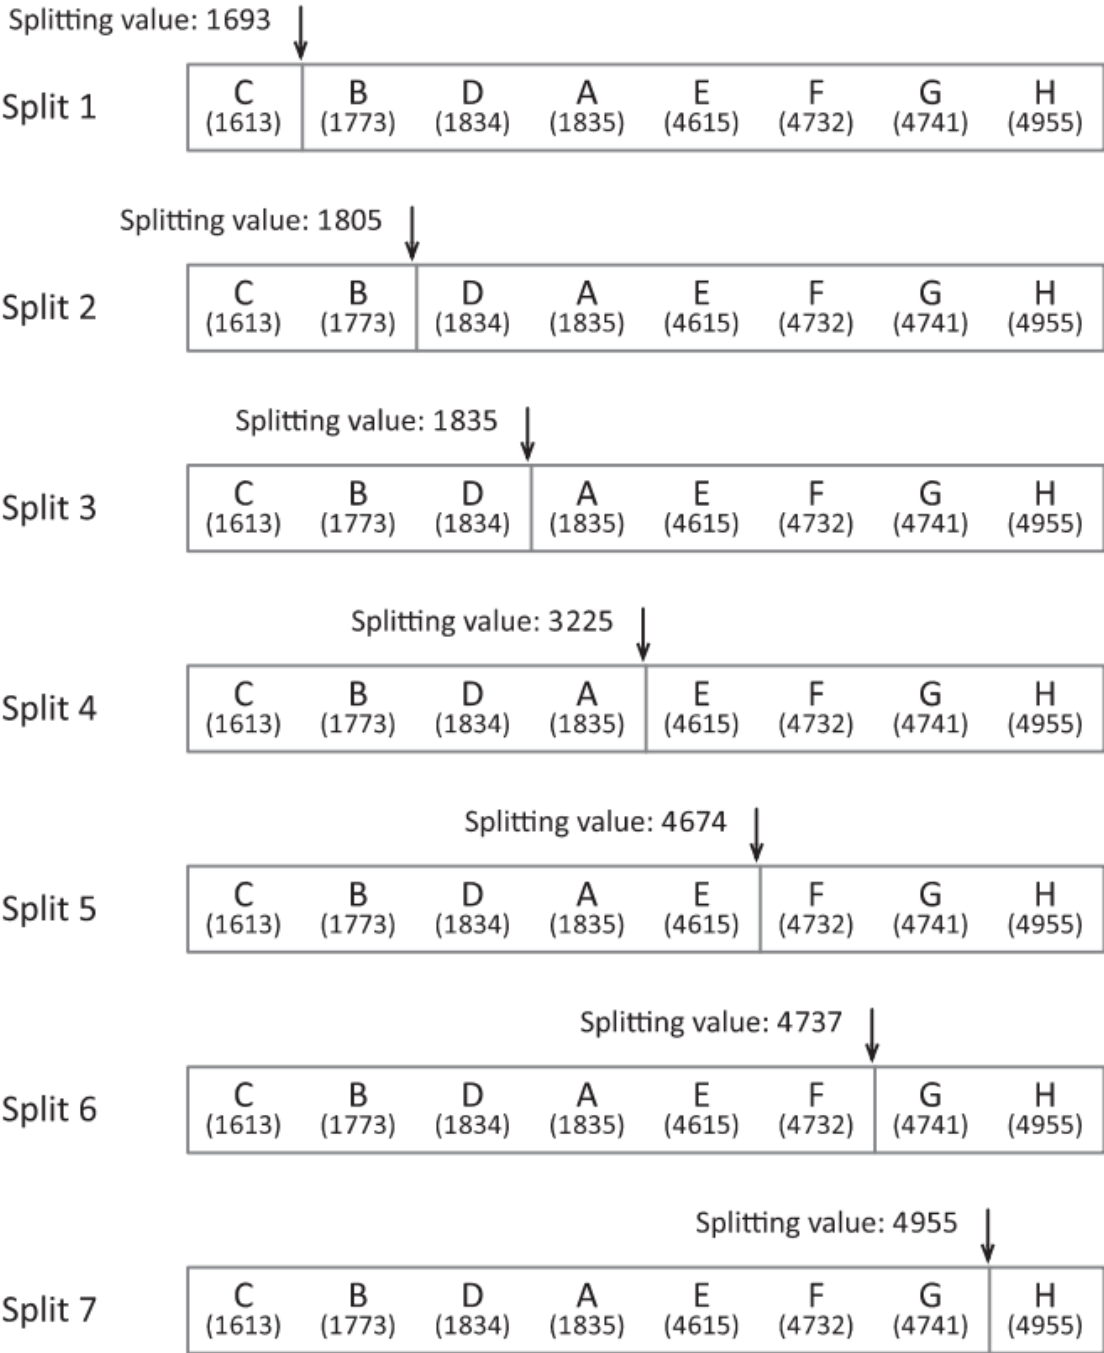 Splitting value: 1693
Split 1
C B D A E F G H
(1613) (1773) (1834) (1835) (4615) (4732) (4741) (4955)
Splitting value: 1805
Split 2
C B D A E F G H
(1613) (1773) (1834) (1835) (4615) (4732) (4741) (4955)
Splitting value: 1835
Split 3
C B D A E F G H
(1613) (1773) (1834) (1835) (4615) (4732) (4741) (4955)
Splitting value: 3225
Split 4
C B D A E F G H
(1613) (1773) (1834) (1835) (4615) (4732) (4741) (4955)
Splitting value: 4674
Split 5
C B D A E F G H
(1613) (1773) (1834) (1835) (4615) (4732) (4741) (4955)
Splitting value: 4737
Split 6
C B D A E F G H
(1613) (1773) (1834) (1835) (4615) (4732) (4741) (4955)
Splitting value: 4955
Split 7
C B D A E F G H
(1613) (1773) (1834) (1835) (4615) (4732) (4741) (4955)